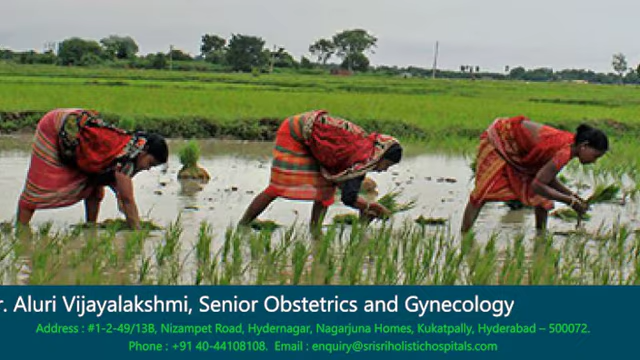 r. Aluri Vijayalakshmi, Senior Obstetrics and Gynecology
Address : #1-2-49/13B, Nizampet Road, Hydernagar, Nagarjuna Homes, Kukatpally, Hyderabad – 500072.
Phone : +91 40-44108108. Email : enquiry@srisriholistichospitals.com